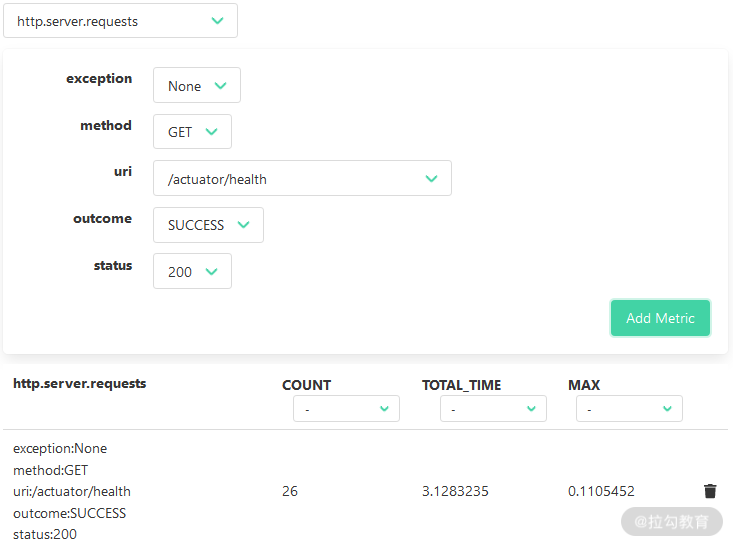 http.server.requests
exception None
method GET
uri /actuator/health
outcome SUCCESS
status 200
Add Metric
http.server.requests COUNT TOTAL_TIME MAX
- - -
exception:None
method:GET
uri:/actuator/health 26 3.1283235 0.1105452
outcome:SUCCESS
status:200
@拉勾教育